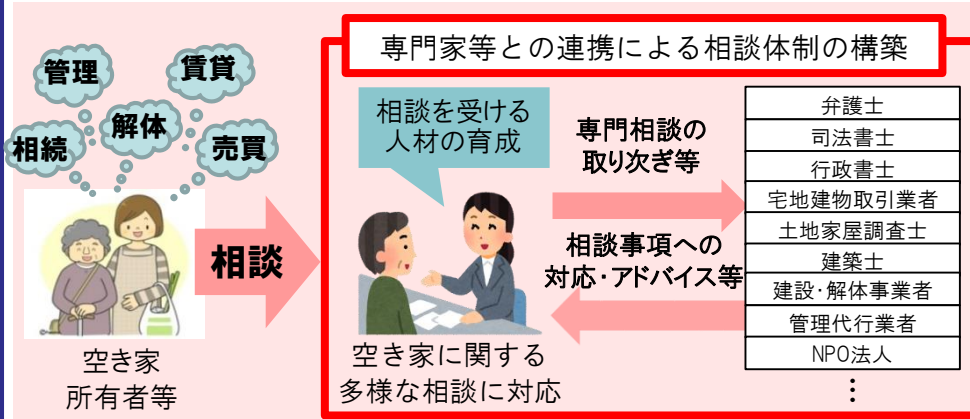 管理
賃貸
解体
相続
売買
空き家
所有者等
相談
専門家等との連携による相談体制の構築
相談を受ける
人材の育成
空き家に関する
多様な相談に対応
専門相談の
取り次ぎ等
相談事項への
対応・アドバイス等
弁護士
司法書士
行政書士
宅地建物取引業者
土地家屋調査士
建築士
建設・解体事業者
管理代行業者
NPO法人
⋮